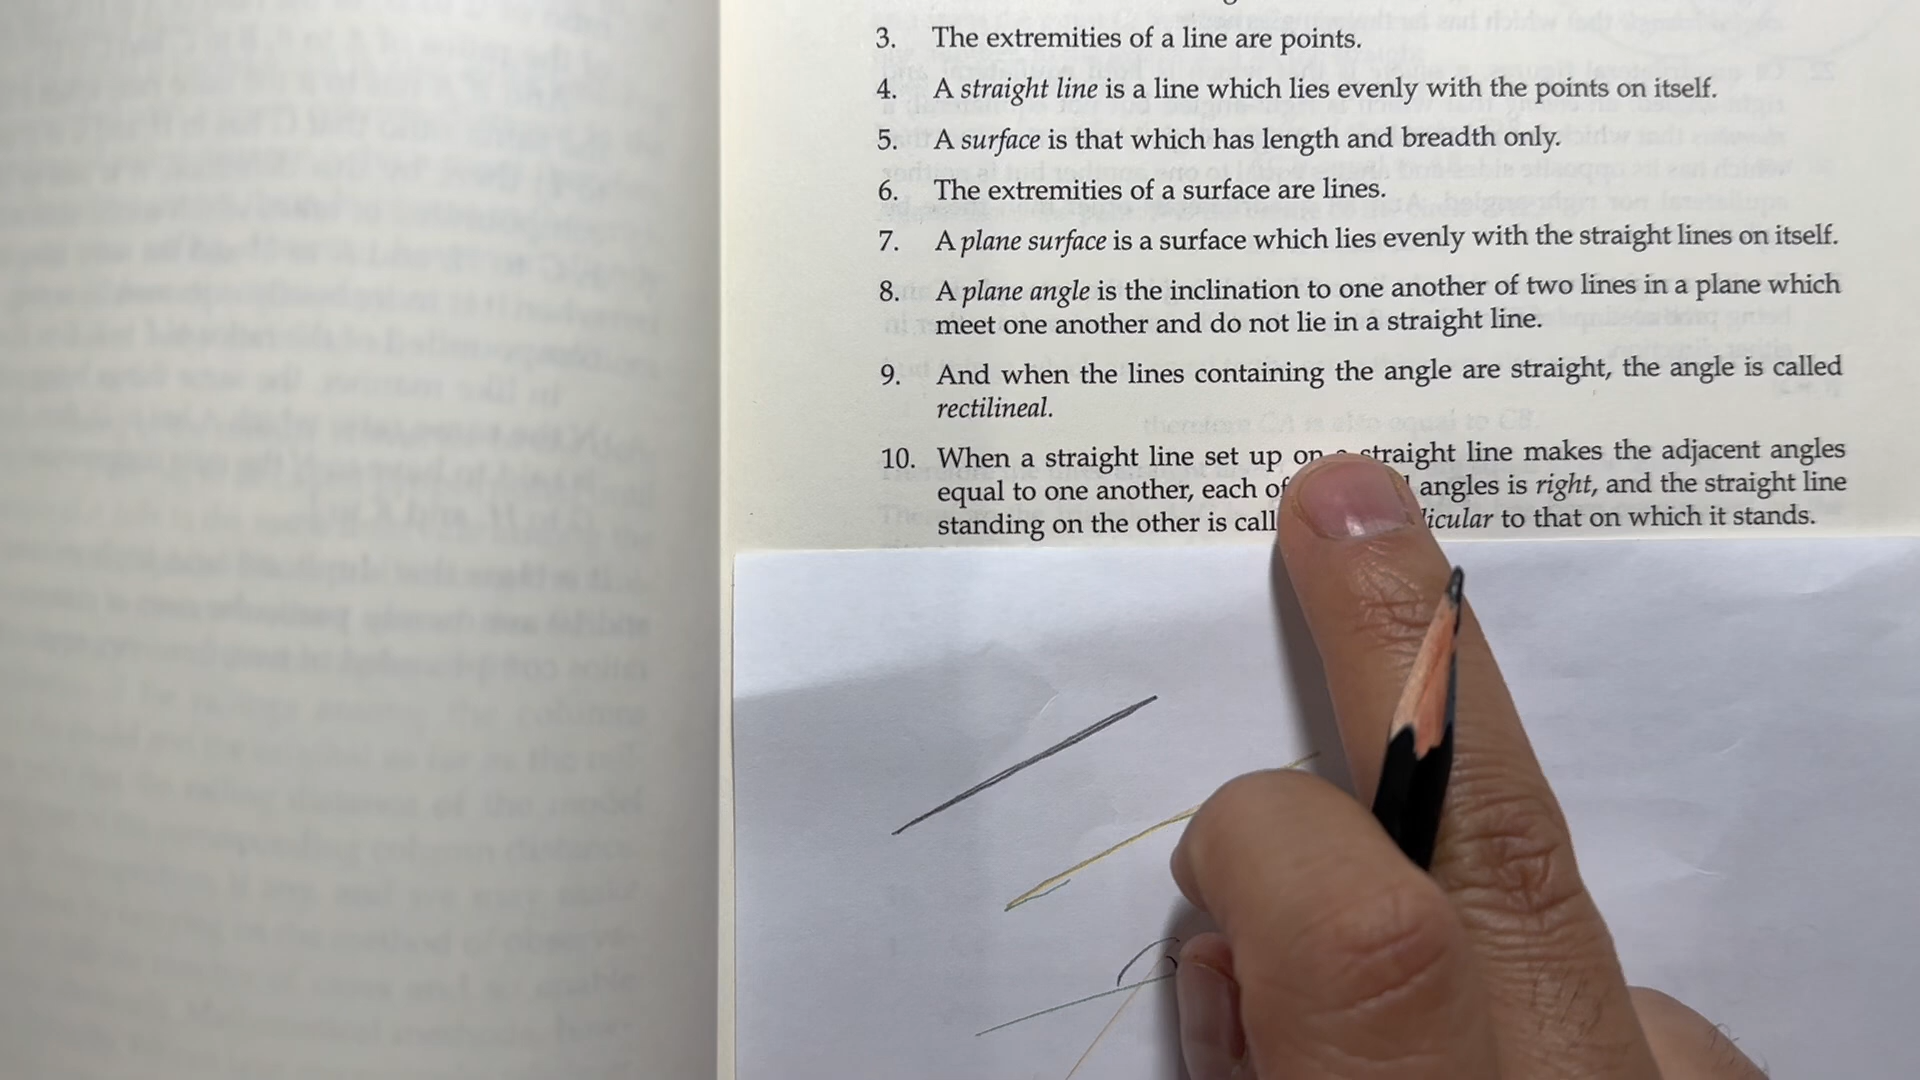 3. The extremities of a line are points.
4. A straight line is a line which lies evenly with the points on itself.
5. A surface is that which has length and breadth only.
6. The extremities of a surface are lines.
7. A plane surface is a surface which lies evenly with the straight lines on itself.
8. A plane angle is the inclination to one another of two lines in a plane which
meet one another and do not lie in a straight line.
9. And when the lines containing the angle are straight, the angle is called
rectilineal.
10. When a straight line set up on straight line makes the adjacent angles
equal to one another, each of angles is right, and the straight line
standing on the other is call icular to that on which it stands.